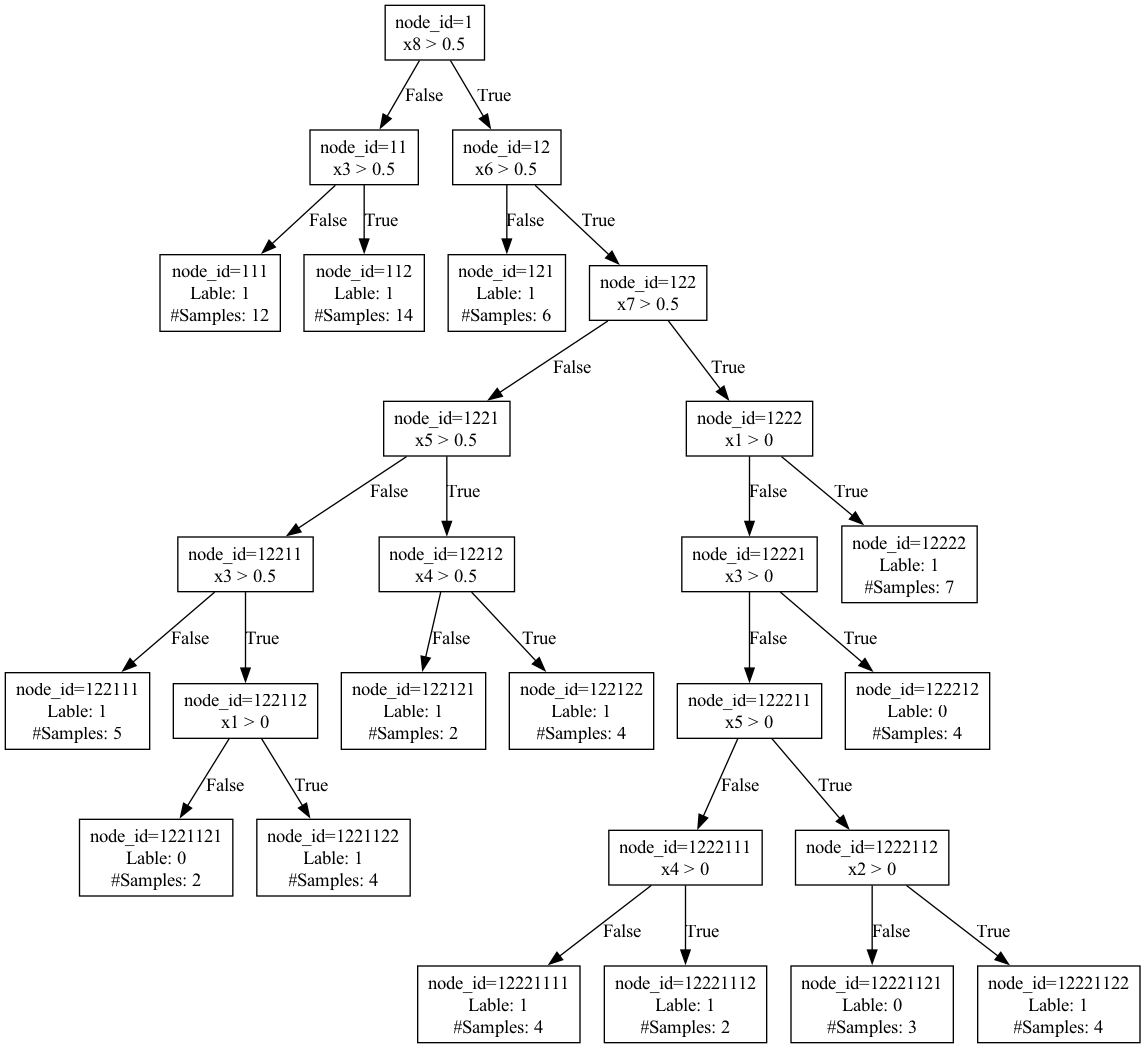 node_id=1
x8 > 0.5
False
True
node_id=11
x3 > 0.5
node_id=12
x6 > 0.5
False
True
False
True
node_id=111
Lable: 1
#Samples: 12
node_id=112
Lable: 1
#Samples: 14
node_id=121
Lable: 1
#Samples: 6
node_id=122
x7 > 0.5
False
True
node_id=1221
x5 > 0.5
node_id=1222
x1 > 0
False
True
False
True
node_id=12211
x3 > 0.5
node_id=12212
x4 > 0.5
node_id=12221
x3 > 0
node_id=12222
Lable: 1
#Samples: 7
False
True
False
True
False
True
node_id=122111
Lable: 1
#Samples: 5
node_id=122112
x1 > 0
node_id=122121
Lable: 1
#Samples: 2
node_id=122122
Lable: 1
#Samples: 4
node_id=122211
x5 > 0
node_id=122212
Lable: 0
#Samples: 4
False
True
False
True
node_id=1221121
Lable: 0
#Samples: 2
node_id=1221122
Lable: 1
#Samples: 4
node_id=1222111
x4 > 0
node_id=1222112
x2 > 0
False
True
False
True
node_id=12221111
Lable: 1
#Samples: 4
node_id=12221112
Lable: 1
#Samples: 2
node_id=12221121
Lable: 0
#Samples: 3
node_id=12221122
Lable: 1
#Samples: 4